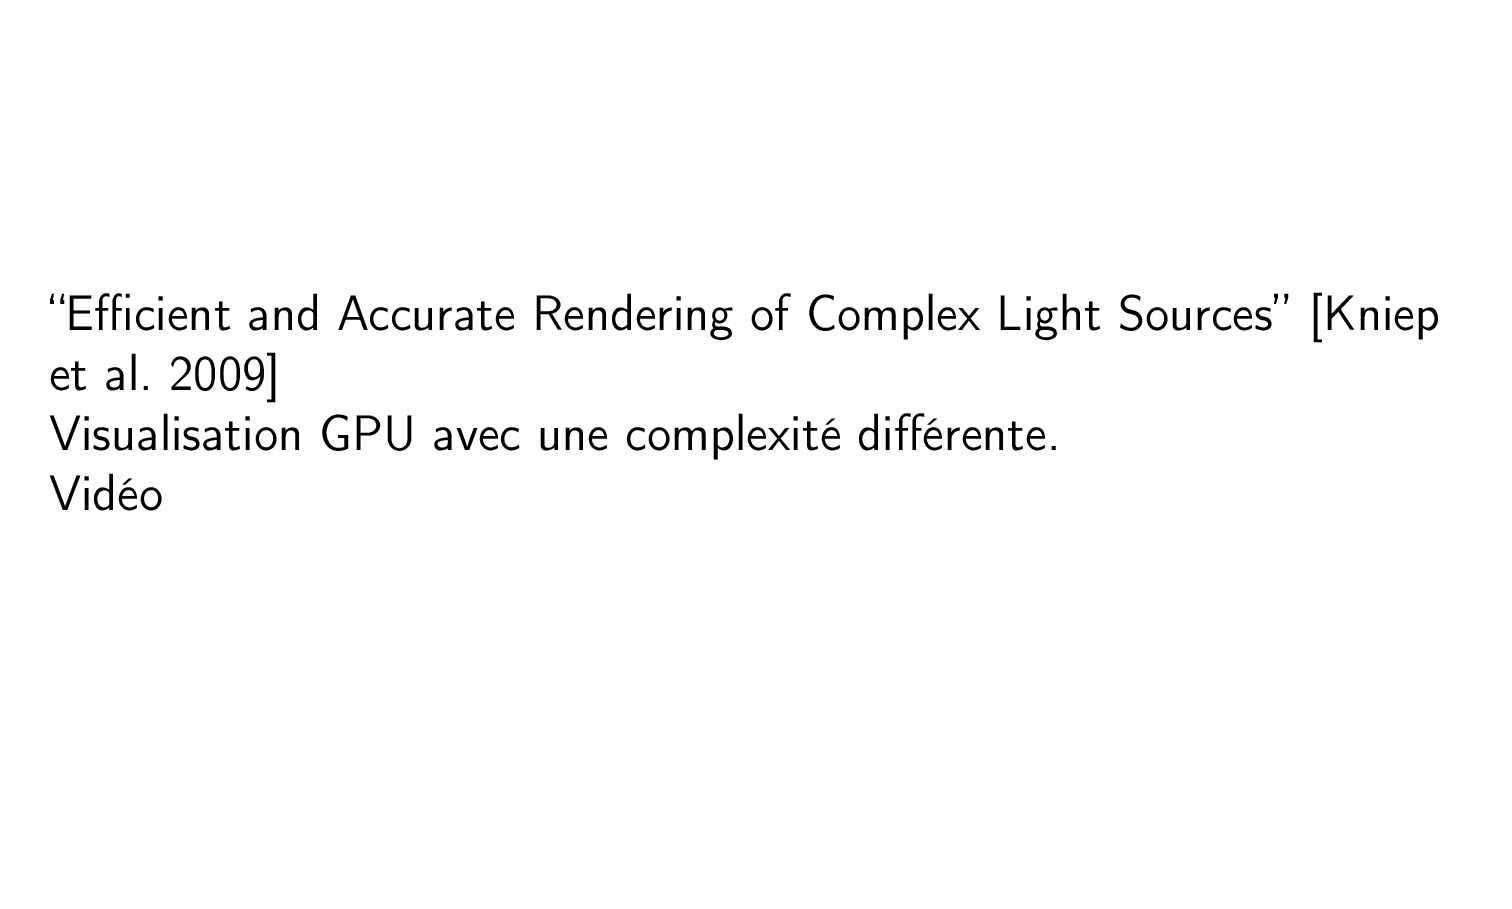 “Efficient and Accurate Rendering of Complex Light Sources” [Kniep
et al. 2009]
Visualisation GPU avec une complexité différente.
Vidéo